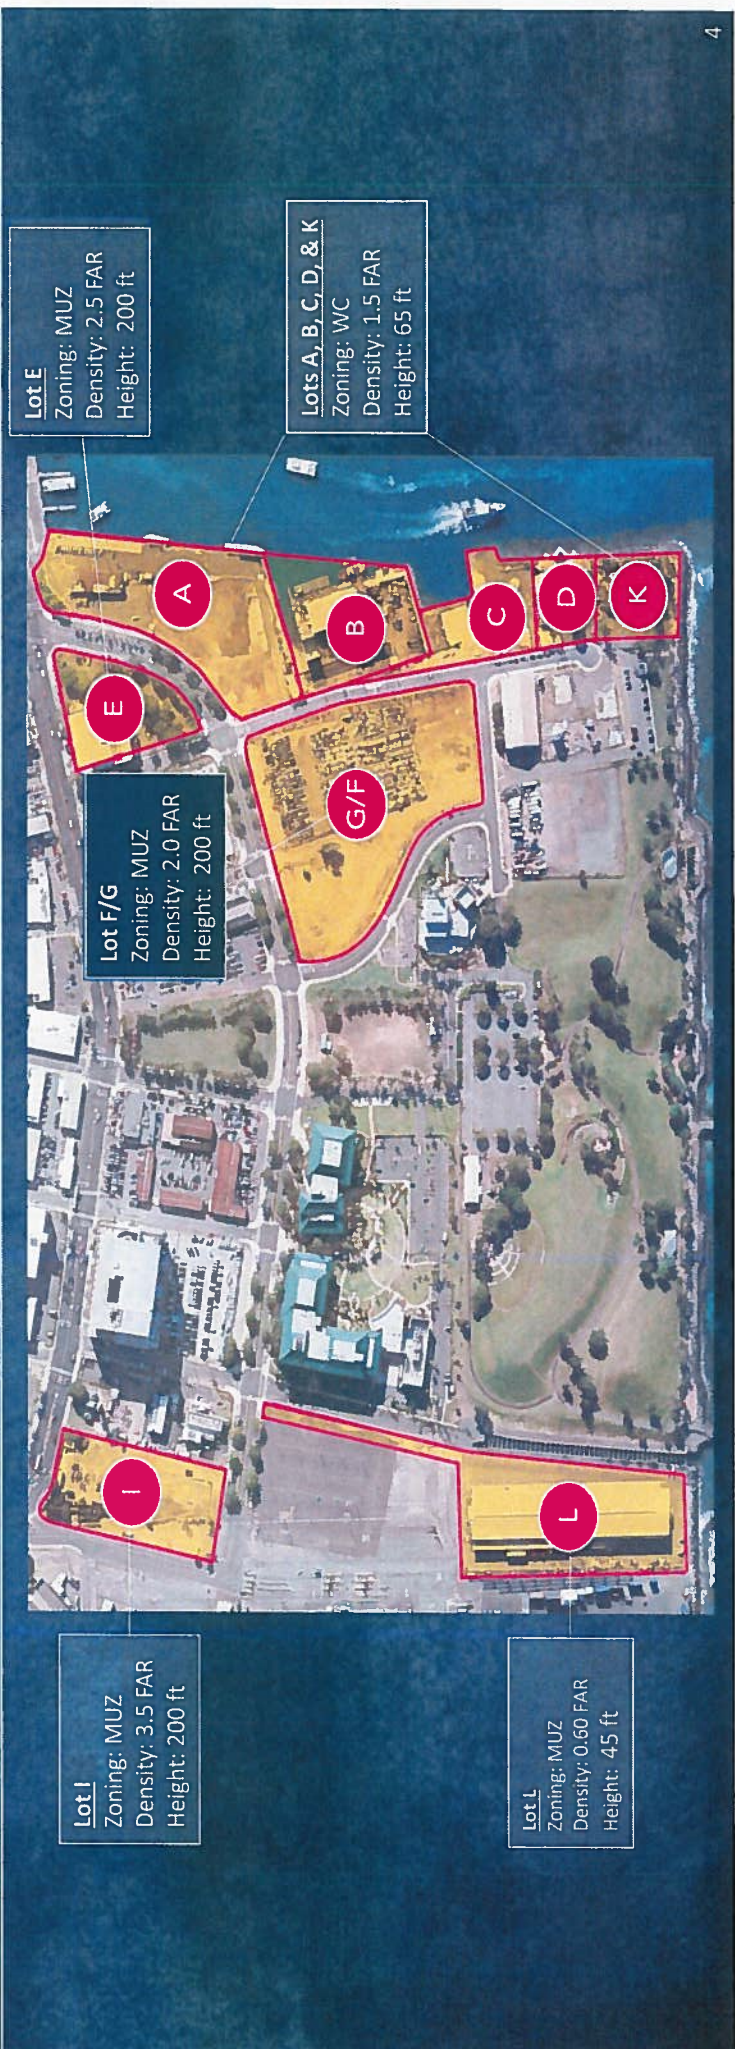 Lot I
Zoning: MUZ
Density: 3.5 FAR
Height: 200 ft
Lot L
Zoning: MUZ
Density: 0.60 FAR
Height: 45 ft
Lot F/G
Zoning: MUZ
Density: 2.0 FAR
Height: 200 ft
Lot E
Zoning: MUZ
Density: 2.5 FAR
Height: 200 ft
Lots A, B, C, D, & K
Zoning: WC
Density: 1.5 FAR
Height: 65 ft
I
L
G/F
E
A
B
C
D
K
4